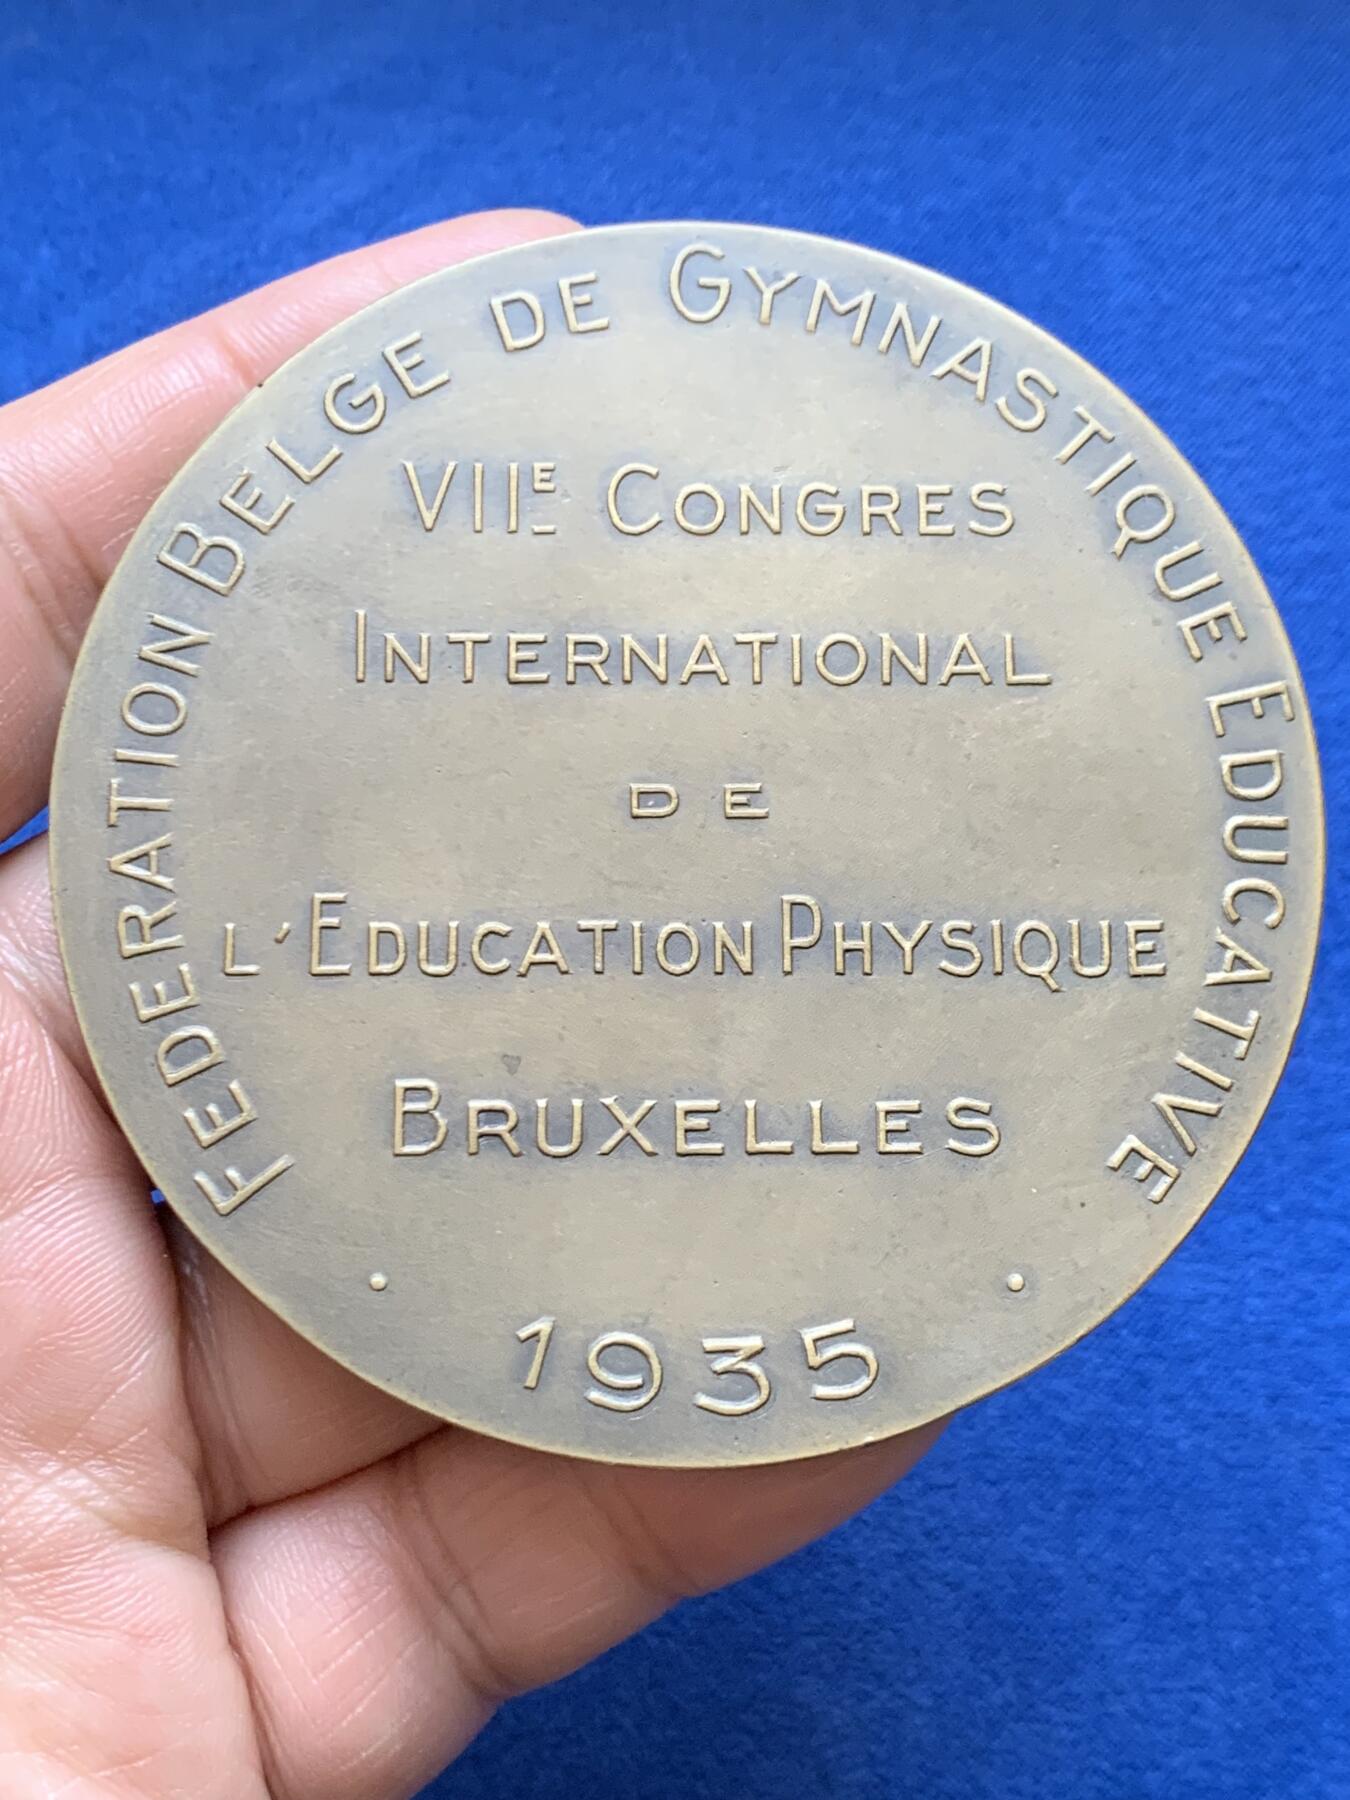 FEDERATION BELGE DE GYMNASTIQUE EDUCATIVE
VIIE CONGRES
INTERNATIONAL
DE
L'EDUCATION PHYSIQUE
BRUXELLES
• 1935 •